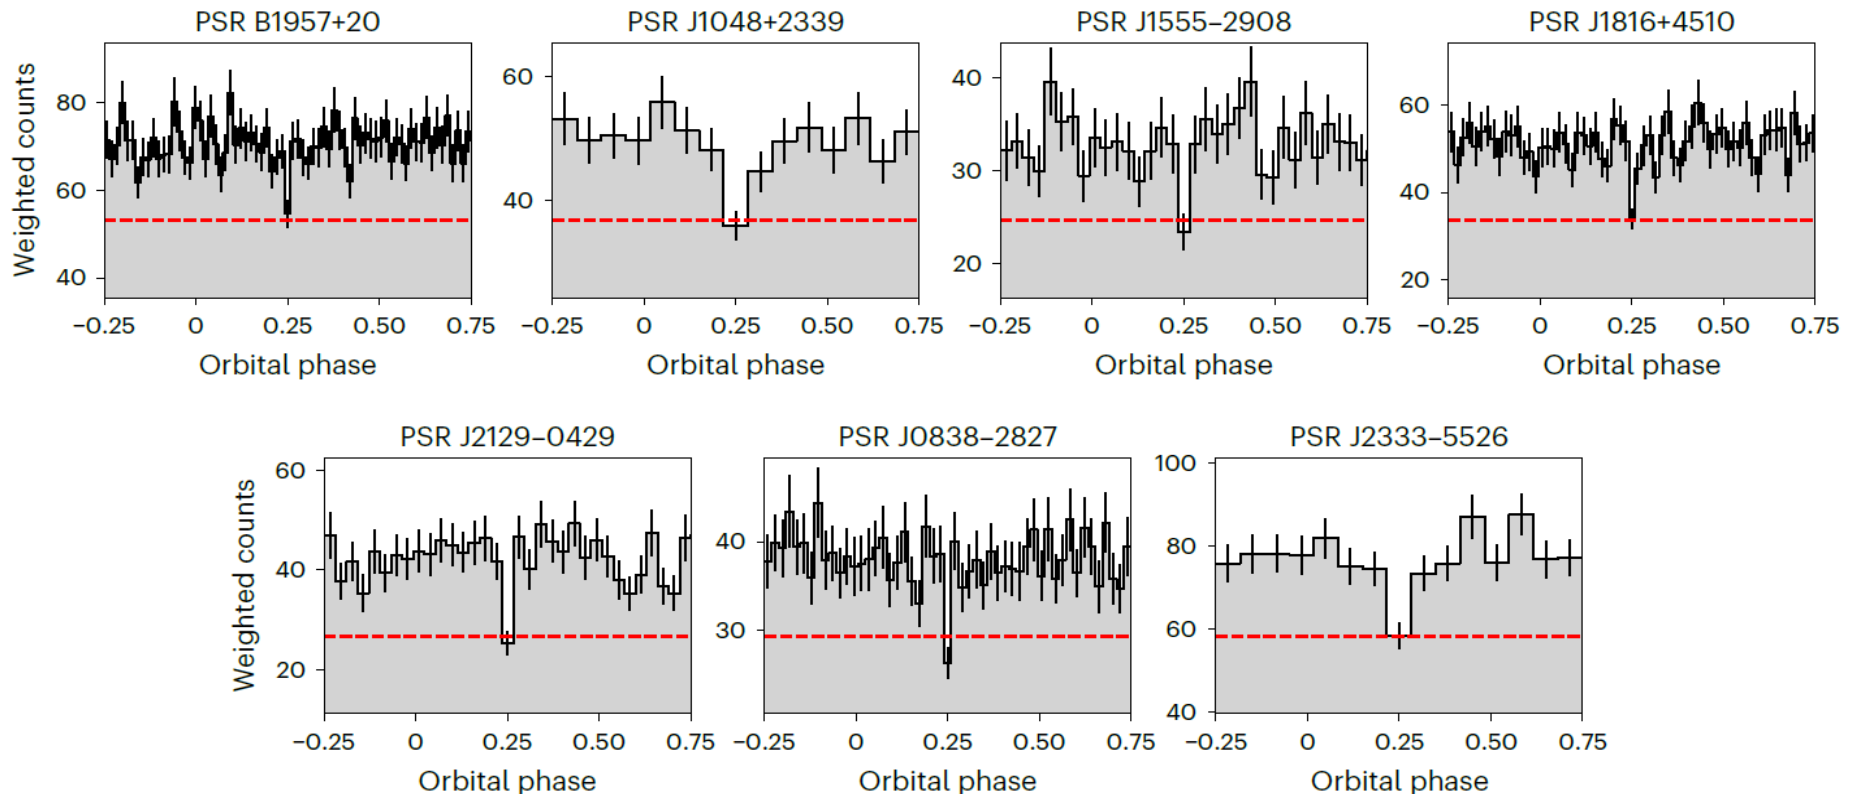 PSR B1957+20
PSR J1048+2339
PSR J1555−2908
PSR J1816+4510
Weighted counts
80
60
40
60
40
40
30
20
60
40
20
−0.25 0 0.25 0.50 0.75
−0.25 0 0.25 0.50 0.75
−0.25 0 0.25 0.50 0.75
−0.25 0 0.25 0.50 0.75
Orbital phase
Orbital phase
Orbital phase
Orbital phase
PSR J2129−0429
PSR J0838−2827
PSR J2333−5526
Weighted counts
60
40
20
40
30
100
80
60
40
−0.25 0 0.25 0.50 0.75
−0.25 0 0.25 0.50 0.75
−0.25 0 0.25 0.50 0.75
Orbital phase
Orbital phase
Orbital phase